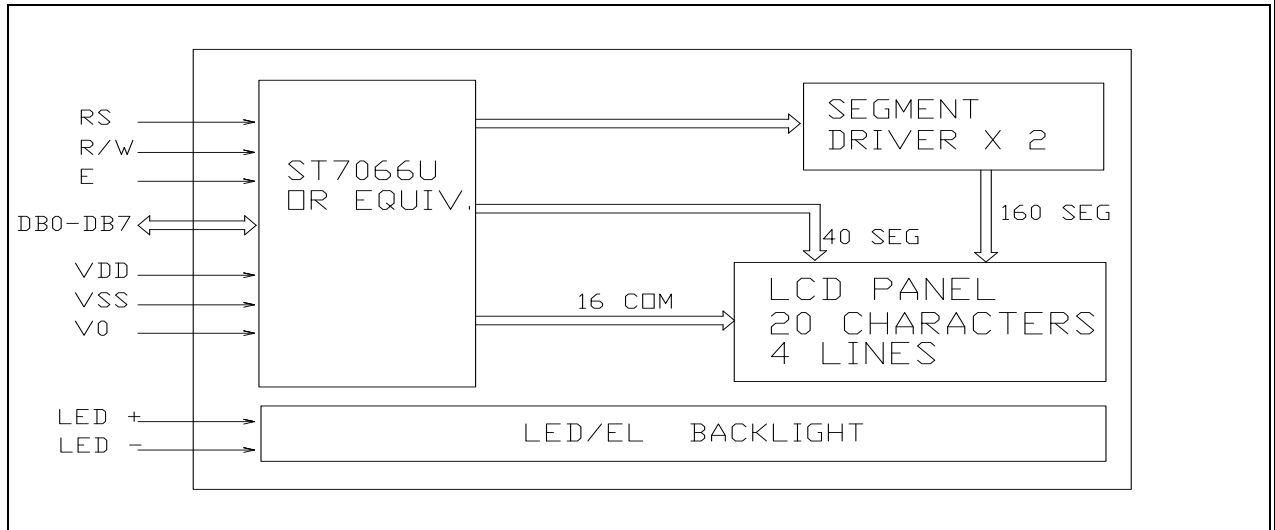 RS
R/W
E
DB0-DB7
VDD
VSS
V0
LED +
LED -
ST7066U
OR EQUIV.
SEGMENT
DRIVER X 2
160 SEG
40 SEG
16 COM
LCD PANEL
20 CHARACTERS
4 LINES
LED/EL BACKLIGHT